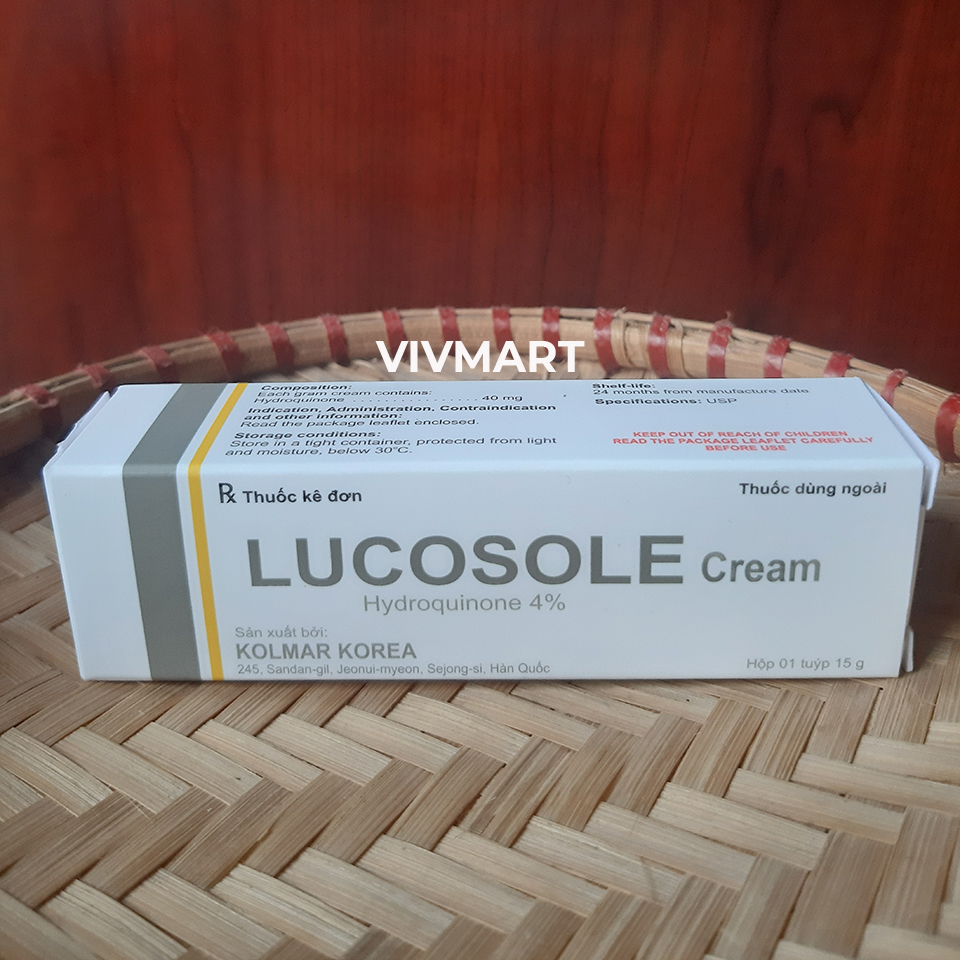 VIVMART
Composition:
Each gram cream contains:
Hydroquinone . . . . . . . . . . . . . . . . . . 40 mg
Indication, Administration, Contraindication
and other information:
Read the package leaflet enclosed.
Storage conditions:
Store in a tight container, protected from light
and moisture, below 30°C.
Shelf-life:
24 months from manufacture date
Specifications: USP
KEEP OUT OF REACH OF CHILDREN
READ THE PACKAGE LEAFLET CAREFULLY
BEFORE USE
Rx Thuốc kê đơn
Thuốc dùng ngoài
LUCOSOLE Cream
Hydroquinone 4%
Sản xuất bởi:
KOLMAR KOREA
245, Sandan-gil, Jeonui-myeon, Sejong-si, Hàn Quốc
Hộp 01 tuýp 15 g